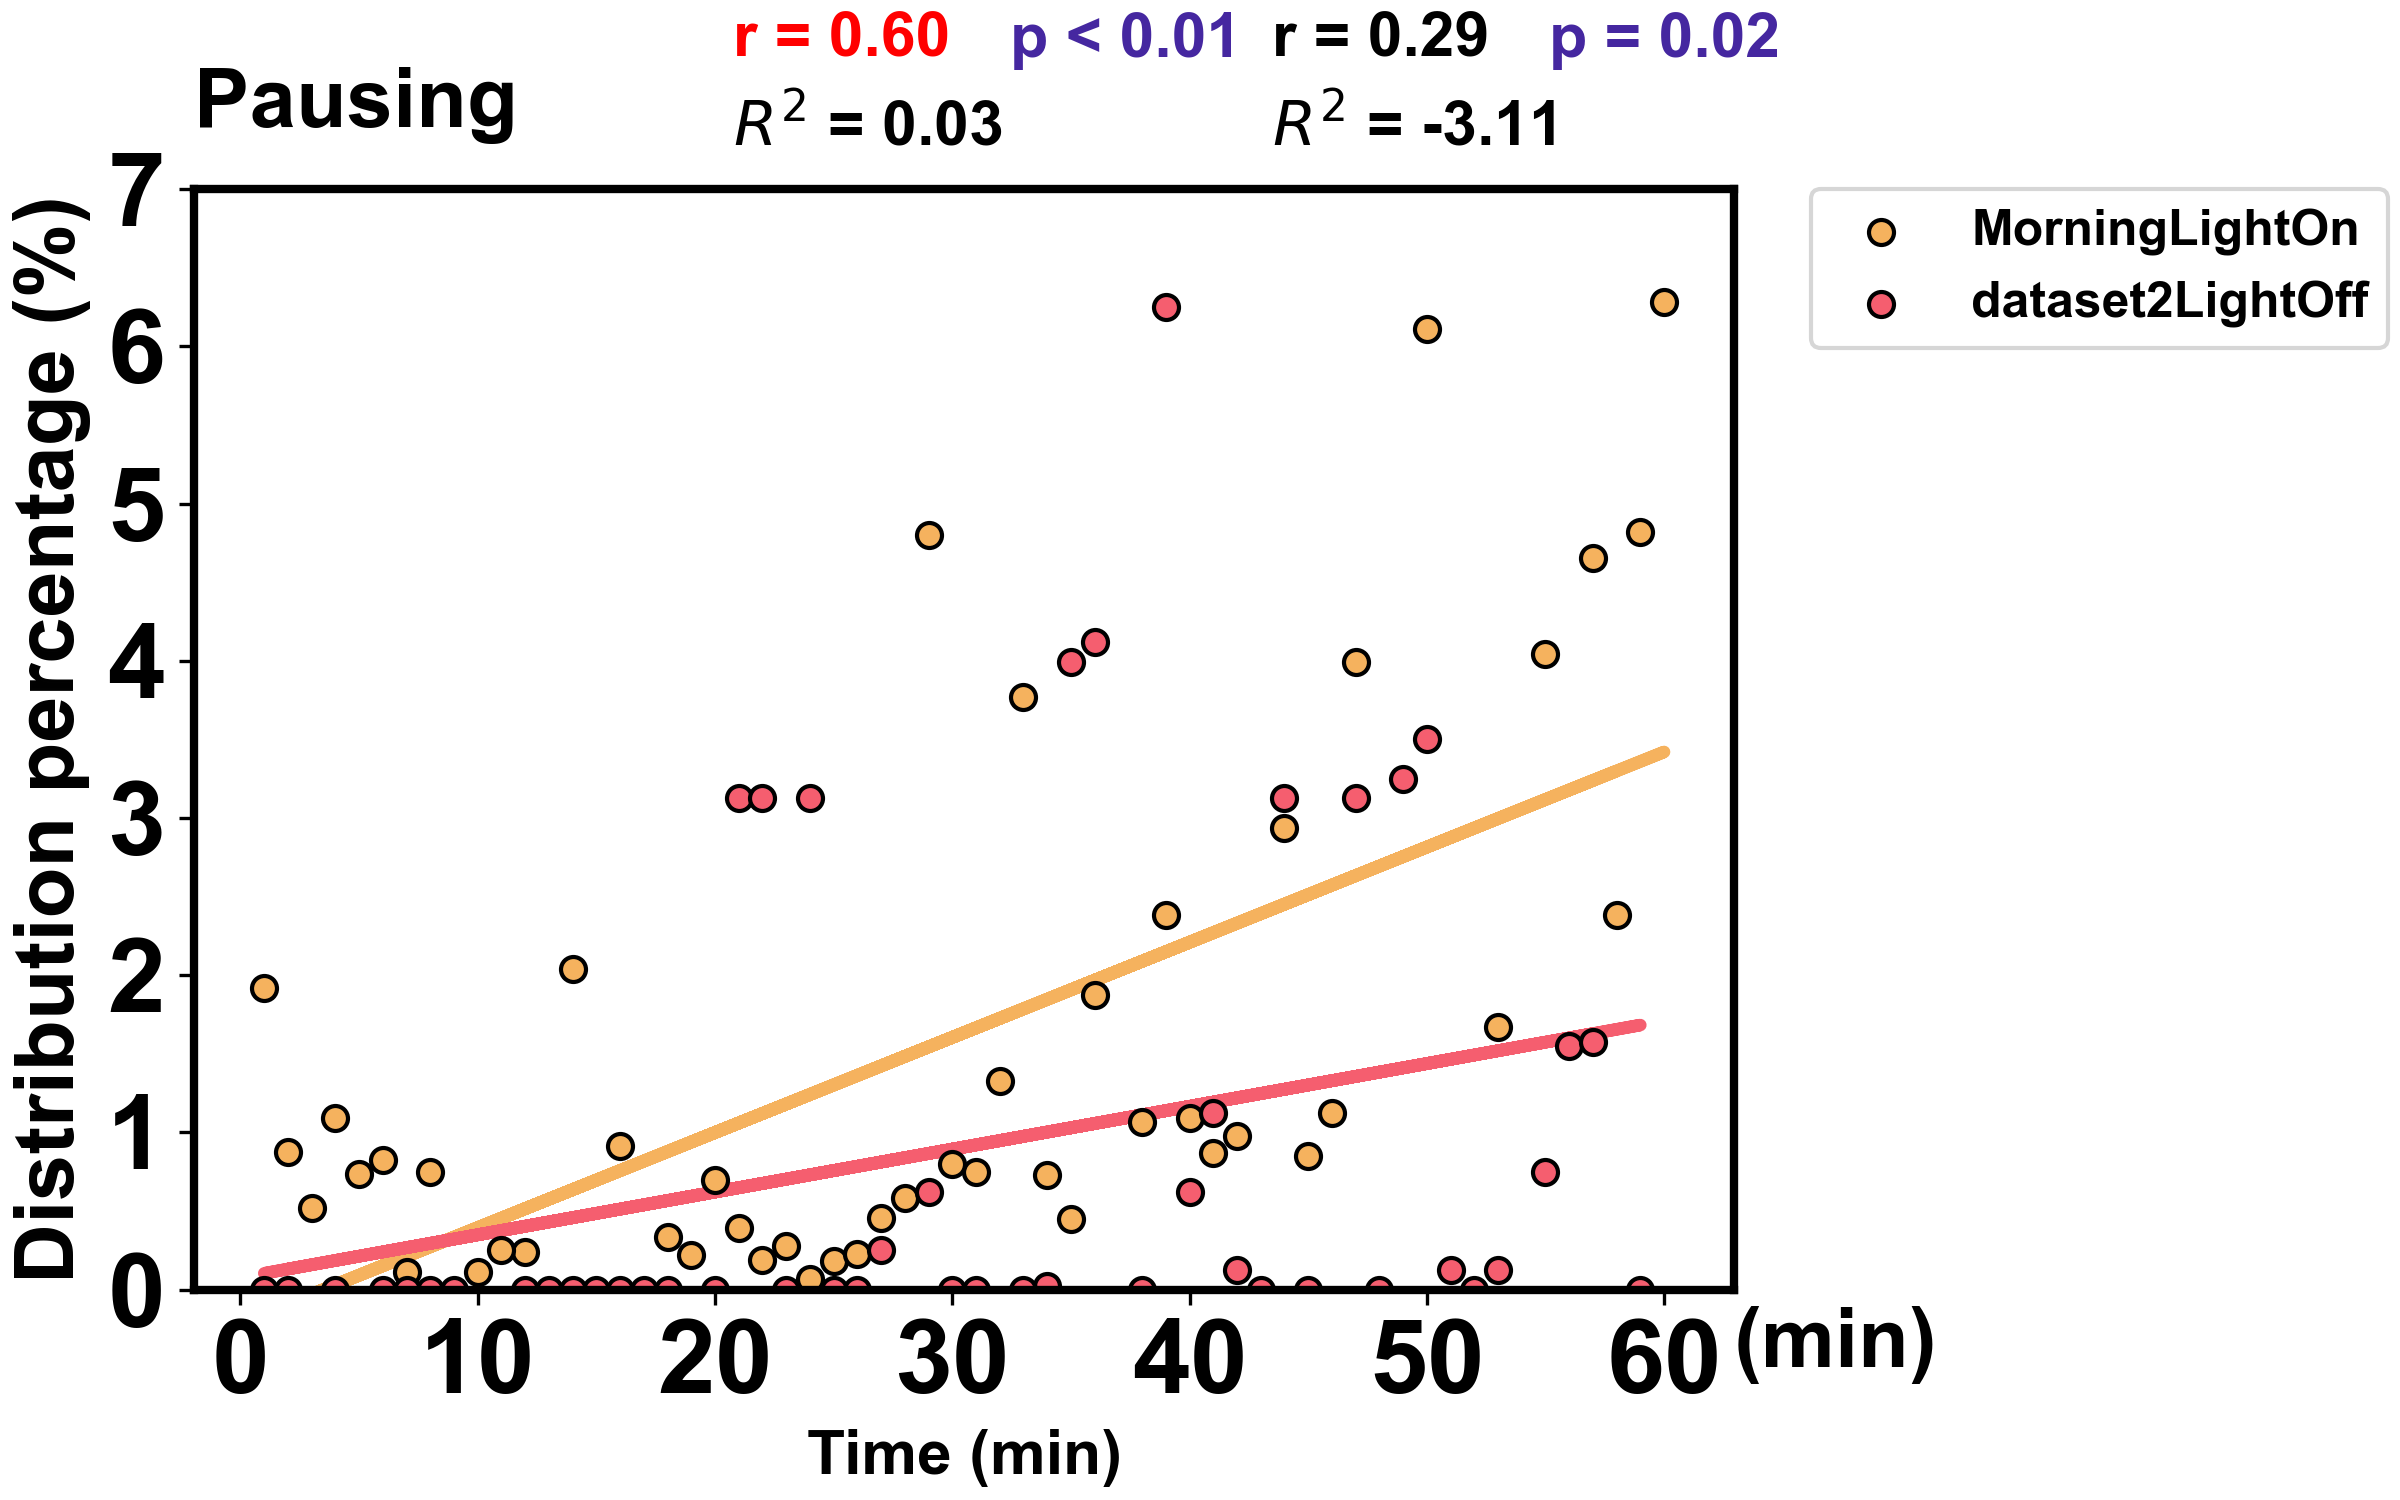 r = 0.60 p < 0.01 r = 0.29 p = 0.02
Pausing
R² = 0.03 R² = -3.11
Distribution percentage (%)
7
6
5
4
3
2
1
0
0 10 20 30 40 50 60 (min)
Time (min)
MorningLightOn
dataset2LightOff